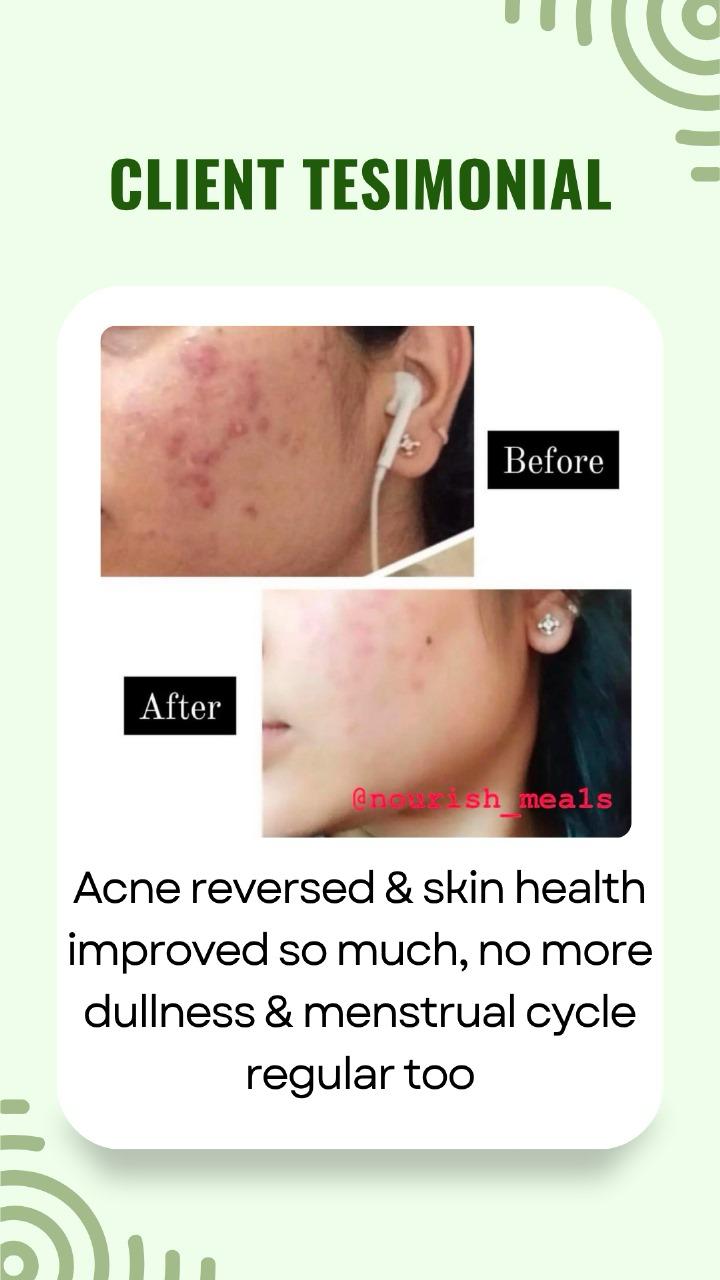 CLIENT TESIMONIAL
Before
After
@nourish_meals
Acne reversed & skin health
improved so much, no more
dullness & menstrual cycle
regular too